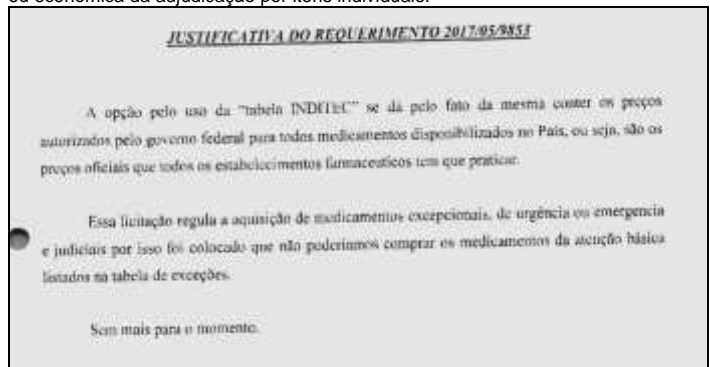 ou econômica da adjudicação por itens individuais.
JUSTIFICATIVA DO REQUERIMENTO 2017/05/9853
A opção pelo uso da "tabela INDITEC" se dá pelo fato da mesma conter os preços
autorizados pelo governo federal para todos medicamentos disponibilizados no País, ou seja, são os
preços oficiais que todos os estabelecimentos farmaceuticos tem que praticar.
Essa licitação regula a aquisição de medicamentos excepcionais, de urgência ou emergencia
e judiciais por isso foi colocado que não poderiamos comprar os medicamentos da atenção básica
listados na tabela de exceções.
Sem mais para o momento.